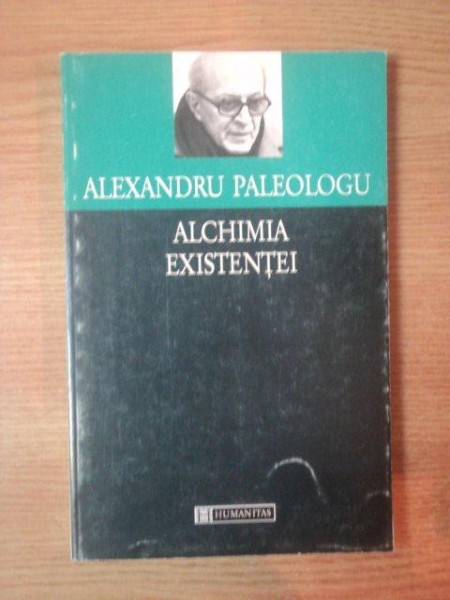 ALEXANDRU PALEOLOGU
ALCHIMIA
EXISTENȚEI
HUMANITAS